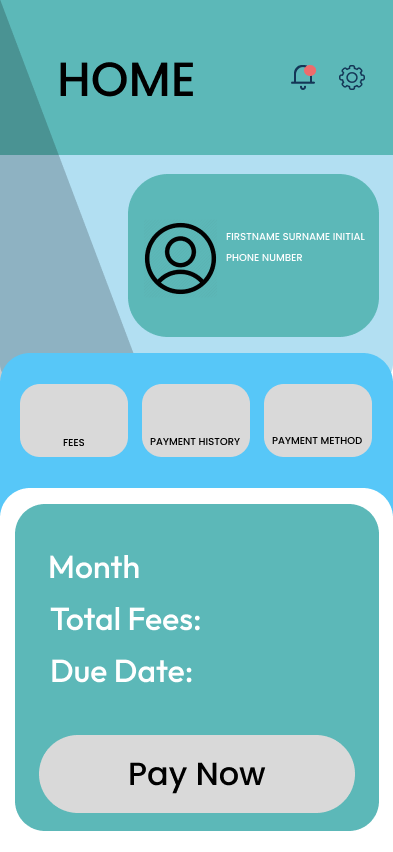 HOME
FIRSTNAME SURNAME INITIAL
PHONE NUMBER
FEES
PAYMENT HISTORY
PAYMENT METHOD
Month
Total Fees:
Due Date:
Pay Now